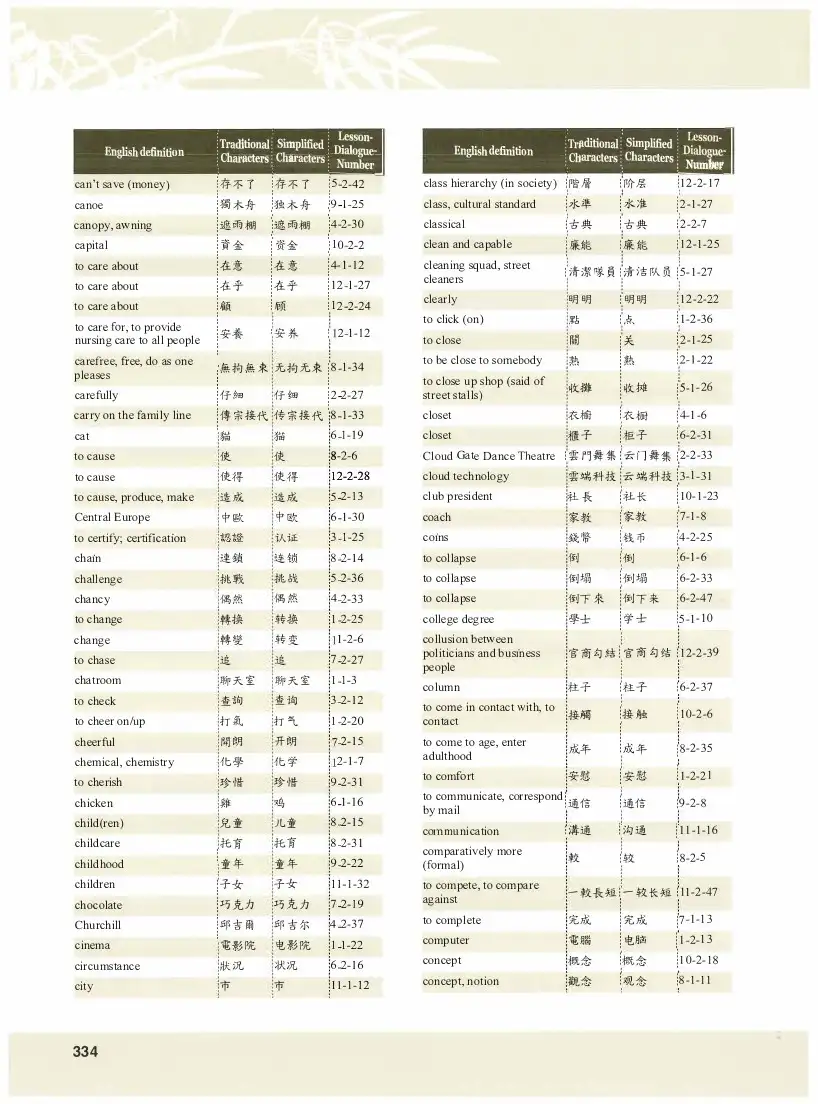 English definition Traditional Characters Simplified Characters Lesson-Dialogue-Number
can't save (money) 存不了 存不了 5-2-42
canoe 獨木舟 独木舟 9-1-25
canopy, awning 遮雨棚 遮雨棚 4-2-30
capital 資金 资金 10-2-2
to care about 在意 在意 4-1-12
to care about 在乎 在乎 12-1-27
to care about 顧 顾 12-2-24
to care for, to provide
nursing care to all people 安養 安养 12-1-12
carefree, free, do as one
pleases 無拘無束 无拘无束 8-1-34
carefully 仔細 仔细 2-2-27
carry on the family line 傳宗接代 传宗接代 8-1-33
cat 貓 猫 6-1-19
to cause 使 使 8-2-6
to cause 使得 使得 12-2-28
to cause, produce, make 造成 造成 5-2-13
Central Europe 中歐 中欧 6-1-30
to certify; certification 認證 认证 3-1-25
chain 連鎖 连锁 8-2-14
challenge 挑戰 挑战 5-2-36
chancy 偶然 偶然 4-2-33
to change 轉換 转换 1-2-25
change 轉變 转变 11-2-6
to chase 追 追 7-2-27
chatroom 聊天室 聊天室 1-1-3
to check 查詢 查询 3-2-12
to cheer on/up 打氣 打气 1-2-20
cheerful 開朗 开朗 7-2-15
chemical, chemistry 化學 化学 12-1-7
to cherish 珍惜 珍惜 9-2-31
chicken 雞 鸡 6-1-16
child(ren) 兒童 儿童 8-2-15
childcare 托育 托育 8-2-31
childhood 童年 童年 9-2-22
children 子女 子女 11-1-32
chocolate 巧克力 巧克力 7-2-19
Churchill 邱吉爾 邱吉尔 4-2-37
cinema 電影院 电影院 1-1-22
circumstance 狀況 状况 6-2-16
city 市 市 11-1-12
English definition Traditional Characters Simplified Characters Lesson-Dialogue-Number
class hierarchy (in society) 階層 阶层 12-2-17
class, cultural standard 水準 水准 2-1-27
classical 古典 古典 2-2-7
clean and capable 廉能 廉能 12-1-25
cleaning squad, street
cleaners 清潔隊員 清洁队员 5-1-27
clearly 明明 明明 12-2-22
to click (on) 點 点 1-2-36
to close 關 关 2-1-25
to be close to somebody 熟 熟 2-1-22
to close up shop (said of
street stalls) 收攤 收摊 5-1-26
closet 衣櫥 衣橱 4-1-6
closet 櫃子 柜子 6-2-31
Cloud Gate Dance Theatre 雲門舞集 云门舞集 2-2-33
cloud technology 雲端科技 云端科技 3-1-31
club president 社長 社长 10-1-23
coach 家教 家教 7-1-8
coins 錢幣 钱币 4-2-25
to collapse 倒 倒 6-1-6
to collapse 倒塌 倒塌 6-2-33
to collapse 倒下來 倒下来 6-2-47
college degree 學士 学士 5-1-10
collusion between
politicians and business
people 官商勾結 官商勾结 12-2-39
column 柱子 柱子 6-2-37
to come in contact with, to
contact 接觸 接触 10-2-6
to come to age, enter
adulthood 成年 成年 8-2-35
to comfort 安慰 安慰 1-2-21
to communicate, correspond
by mail 通信 通信 9-2-8
communication 溝通 沟通 11-1-16
comparatively more
(formal) 較 较 8-2-5
to compete, to compare
against 一較長短 一较长短 11-2-47
to complete 完成 完成 7-1-13
computer 電腦 电脑 1-2-13
concept 概念 概念 10-2-18
concept, notion 觀念 观念 8-1-11
334